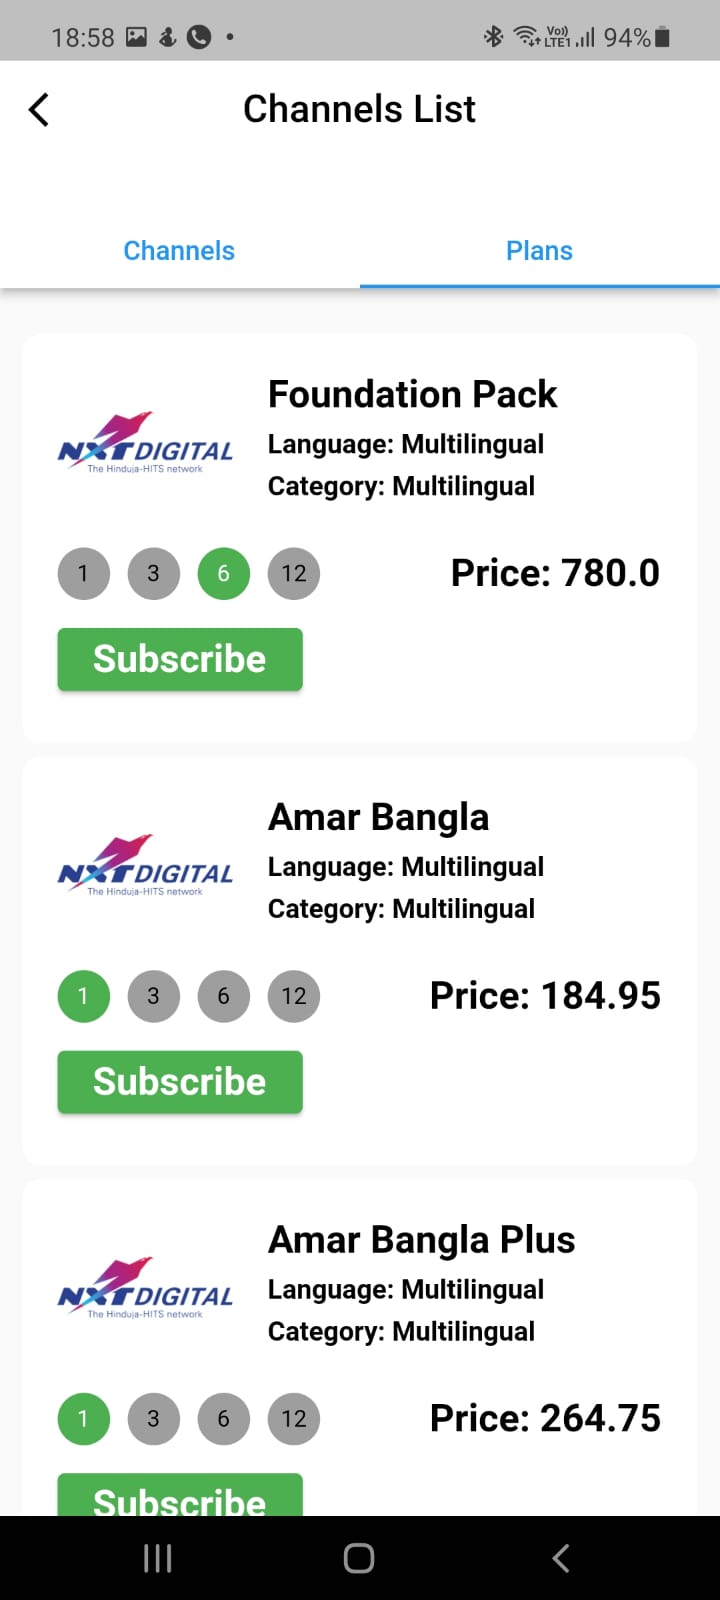 18:58
Vo))
LTE1
94%
Channels List
Channels
Plans
NXTDIGITAL
The Hinduja-HITS network
Foundation Pack
Language: Multilingual
Category: Multilingual
1 3 6 12
Price: 780.0
Subscribe
NXTDIGITAL
The Hinduja-HITS network
Amar Bangla
Language: Multilingual
Category: Multilingual
1 3 6 12
Price: 184.95
Subscribe
NXTDIGITAL
The Hinduja-HITS network
Amar Bangla Plus
Language: Multilingual
Category: Multilingual
1 3 6 12
Price: 264.75
Subscribe